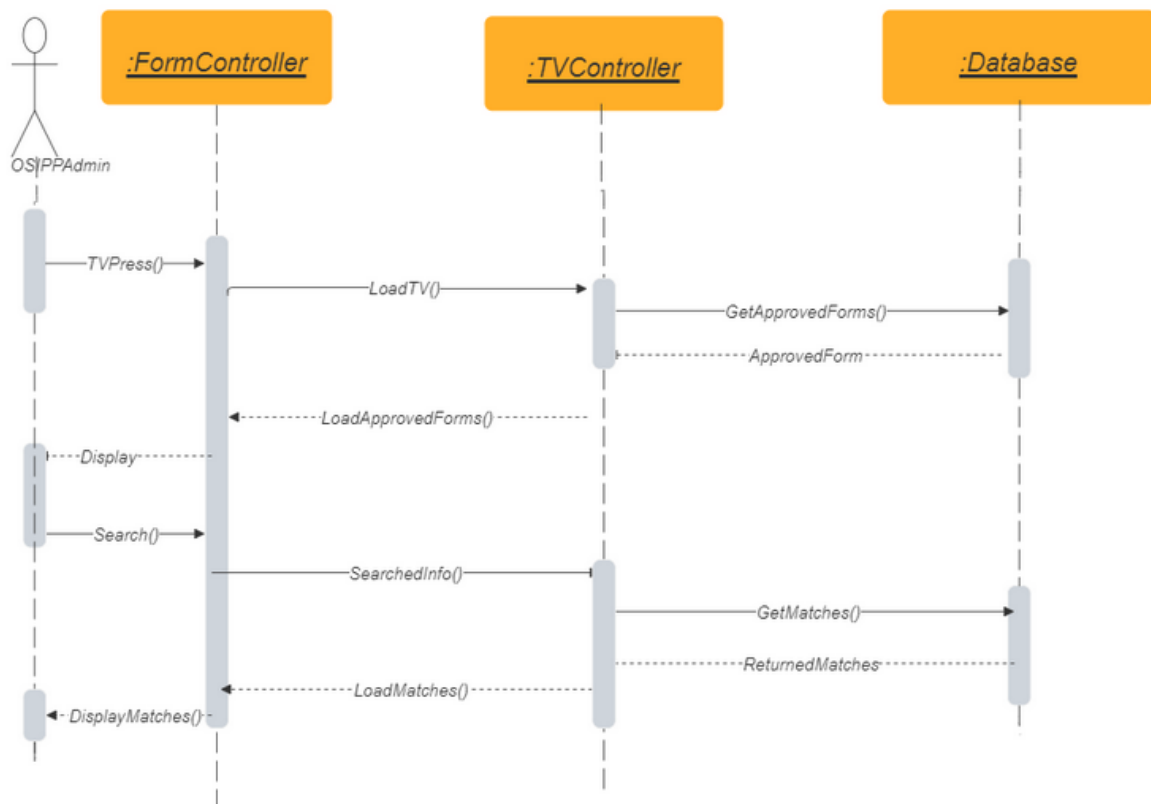 :FormController
:TVController
:Database
OSIPPAdmin
TVPress()
LoadTV()
GetApprovedForms()
ApprovedForm
LoadApprovedForms()
Display
Search()
SearchedInfo()
GetMatches()
ReturnedMatches
LoadMatches()
DisplayMatches()